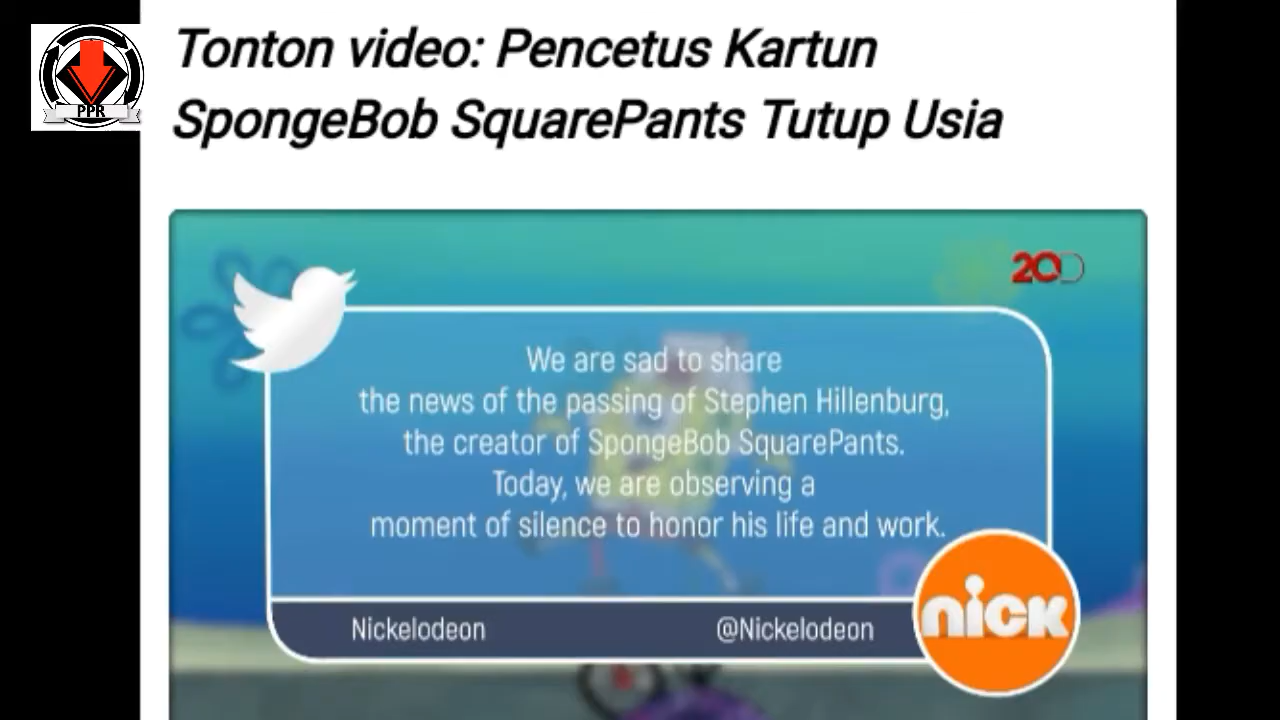 Tonton video: Pencetus Kartun
SpongeBob SquarePants Tutup Usia
PPR
20D
We are sad to share
the news of the passing of Stephen Hillenburg,
the creator of SpongeBob SquarePants.
Today, we are observing a
moment of silence to honor his life and work.
Nickelodeon @Nickelodeon
nick